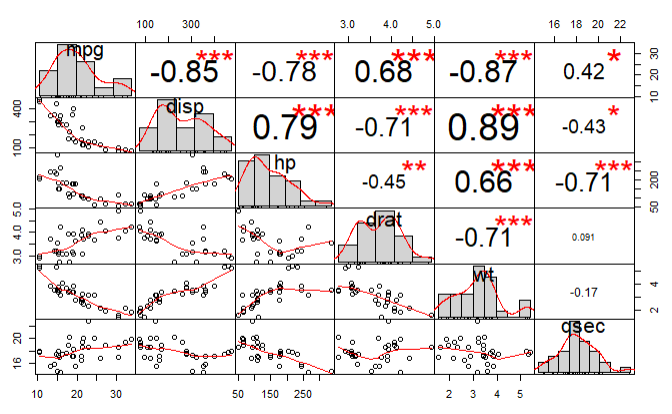 100 300 3.0 4.0 5.0 16 18 20 22
mpg -0.85 *** -0.78 *** 0.68 *** -0.87 *** 0.42 * 10 20 30
100 400 disp 0.79 *** -0.71 *** 0.89 *** -0.43 *
hp -0.45 ** 0.66 *** -0.71 *** 50 200
3.0 4.0 5.0 drat -0.71 *** 0.091
wt -0.17 2 4
16 20 qsec
10 20 30 50 150 250 2 3 4 5